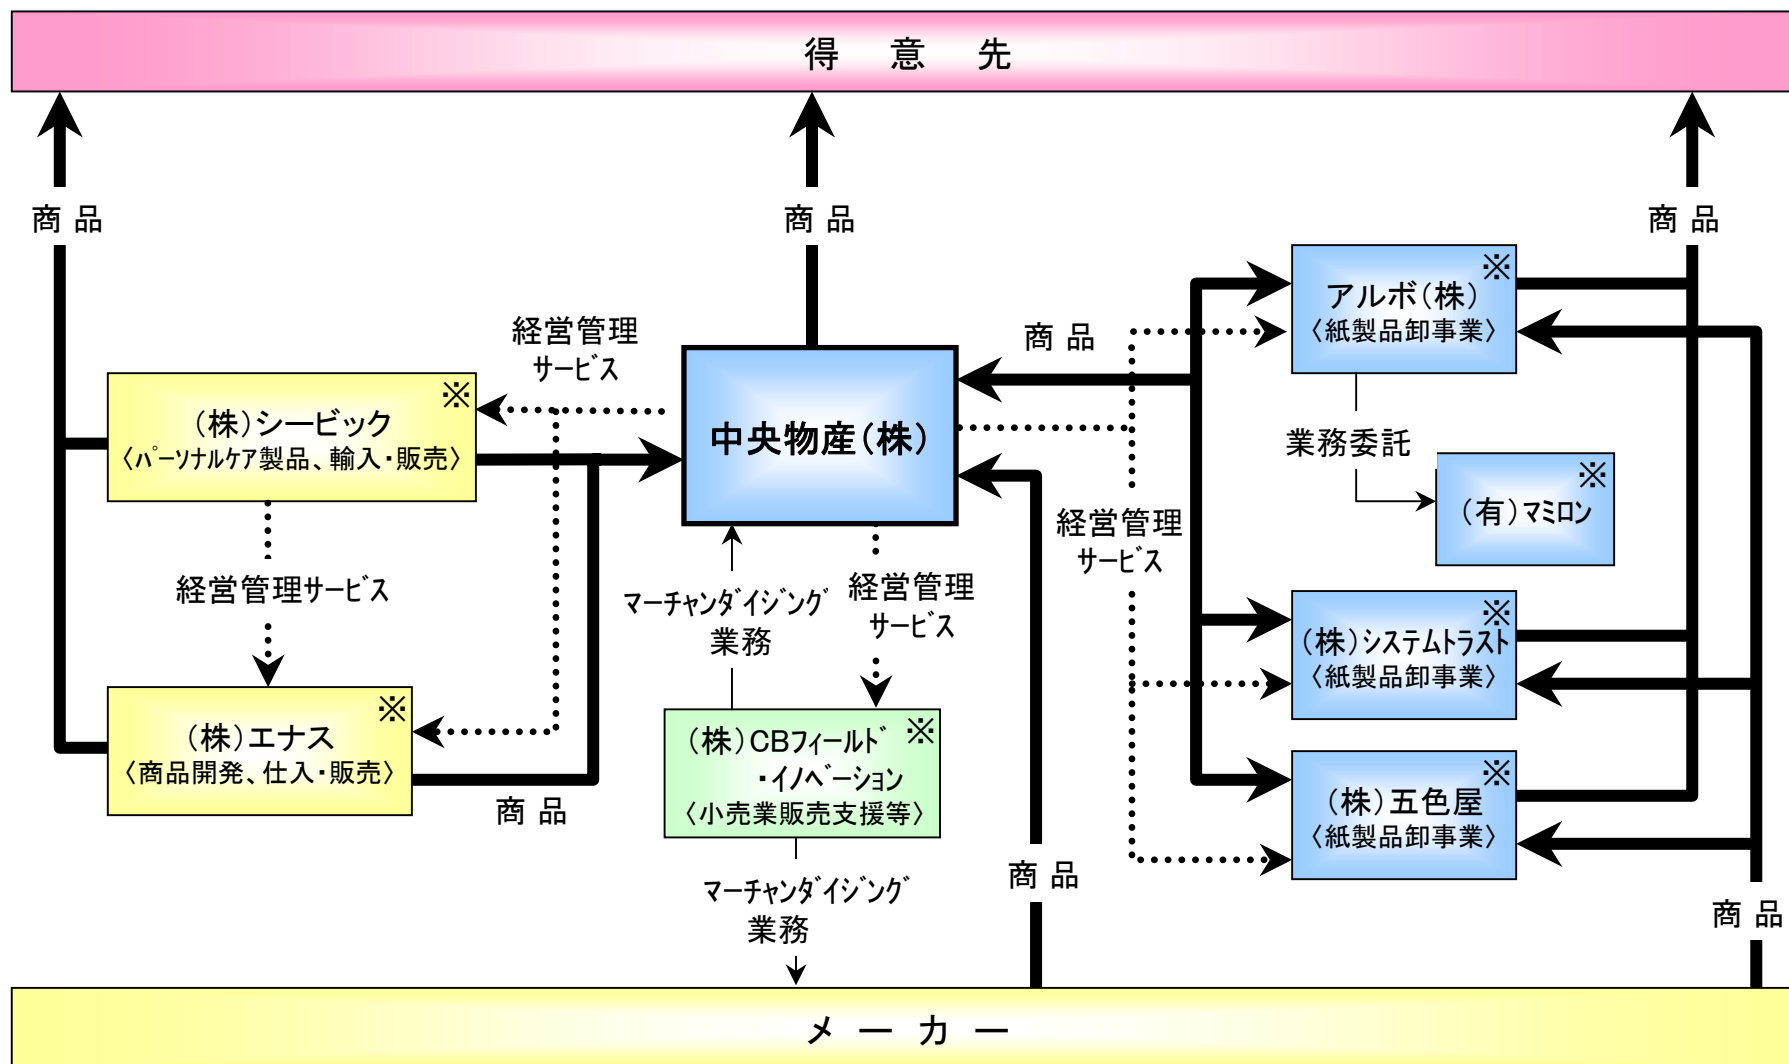 得 意 先
商 品
商 品
商 品
経営管理
サービス
商 品
※
アルボ(株)
〈紙製品卸事業〉
※
(株)シービック
〈パーソナルケア製品、輸入・販売〉
中央物産(株)
業務委託
※
(有)マミロン
経営管理サービス
マーチャンダイジング
業務
経営管理
サービス
経営管理
サービス
※
(株)システムトラスト
〈紙製品卸事業〉
※
(株)エナス
〈商品開発、仕入・販売〉
商 品
※
(株)CBフィールド
・イノベーション
〈小売業販売支援等〉
※
(株)五色屋
〈紙製品卸事業〉
マーチャンダイジング
業務
商 品
商 品
メ ー カ ー